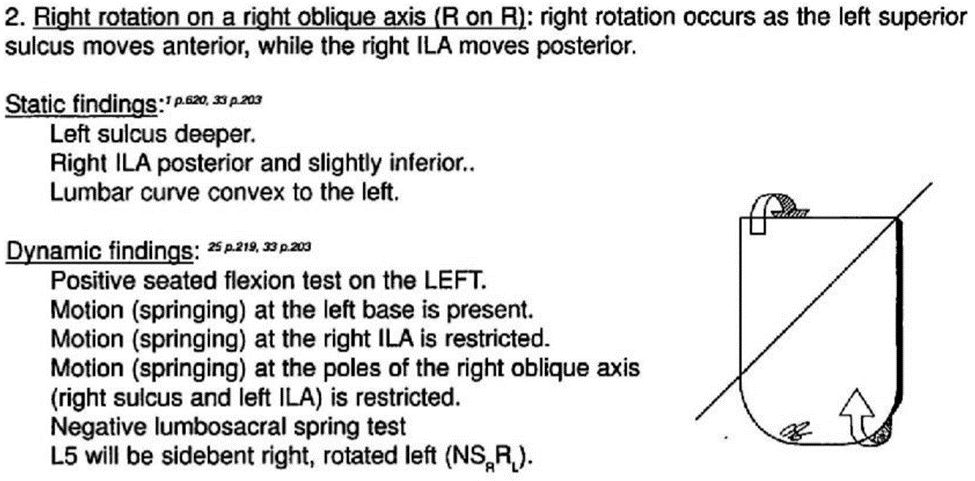 2. Right rotation on a right oblique axis (R on R): right rotation occurs as the left superior
sulcus moves anterior, while the right ILA moves posterior.
Static findings:1 p.620, 33 p.203
Left sulcus deeper.
Right ILA posterior and slightly inferior..
Lumbar curve convex to the left.
Dynamic findings: 25 p.219, 33 p.203
Positive seated flexion test on the LEFT.
Motion (springing) at the left base is present.
Motion (springing) at the right ILA is restricted.
Motion (springing) at the poles of the right oblique axis
(right sulcus and left ILA) is restricted.
Negative lumbosacral spring test
L5 will be sidebent right, rotated left (NSRRL).